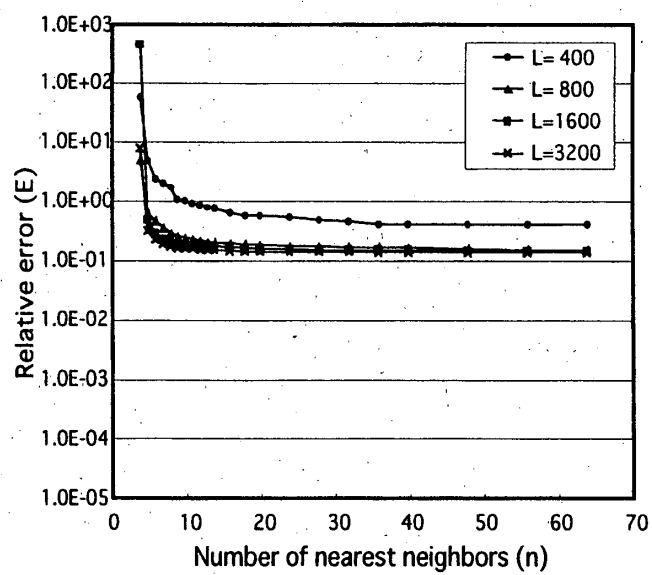 1.0E+03
1.0E+02
1.0E+01
1.0E+00
1.0E-01
1.0E-02
1.0E-03
1.0E-04
1.0E-05
Relative error (E)
L= 400
L= 800
L=1600
L=3200
0 10 20 30 40 50 60 70
Number of nearest neighbors (n)